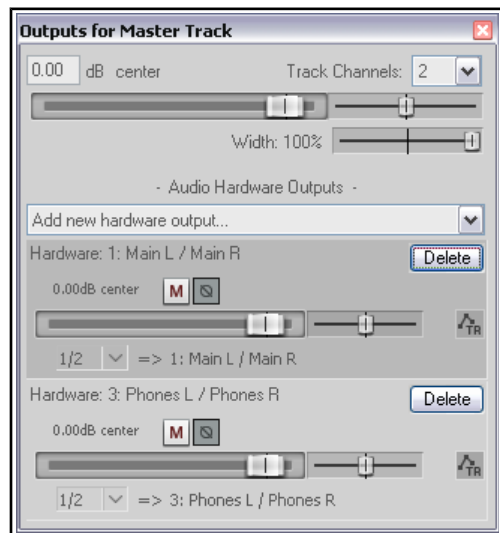 Outputs for Master Track
0.00 dB center Track Channels: 2
Width: 100%
- Audio Hardware Outputs -
Add new hardware output...
Hardware: 1: Main L / Main R Delete
0.00dB center M
TR
1/2 => 1: Main L / Main R
Hardware: 3: Phones L / Phones R Delete
0.00dB center M
TR
1/2 => 3: Phones L / Phones R